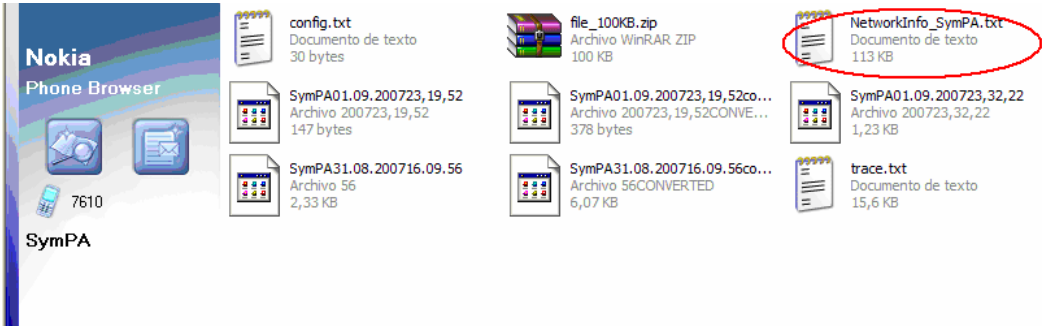 Nokia
Phone Browser
7610
SymPA
config.txt
Documento de texto
30 bytes
file_100KB.zip
Archivo WinRAR ZIP
100 KB
NetworkInfo_SymPA.txt
Documento de texto
113 KB
SymPA01.09.200723,19,52
Archivo 200723,19,52
147 bytes
SymPA01.09.200723,19,52co...
Archivo 200723,19,52CONVE...
378 bytes
SymPA01.09.200723,32,22
Archivo 200723,32,22
1,23 KB
SymPA31.08.200716.09.56
Archivo 56
2,33 KB
SymPA31.08.200716.09.56co...
Archivo 56CONVERTED
6,07 KB
trace.txt
Documento de texto
15,6 KB